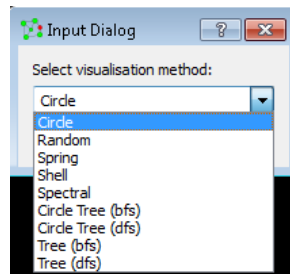 Input Dialog
Select visualisation method:
Circle
Circle
Random
Spring
Shell
Spectral
Circle Tree (bfs)
Circle Tree (dfs)
Tree (bfs)
Tree (dfs)